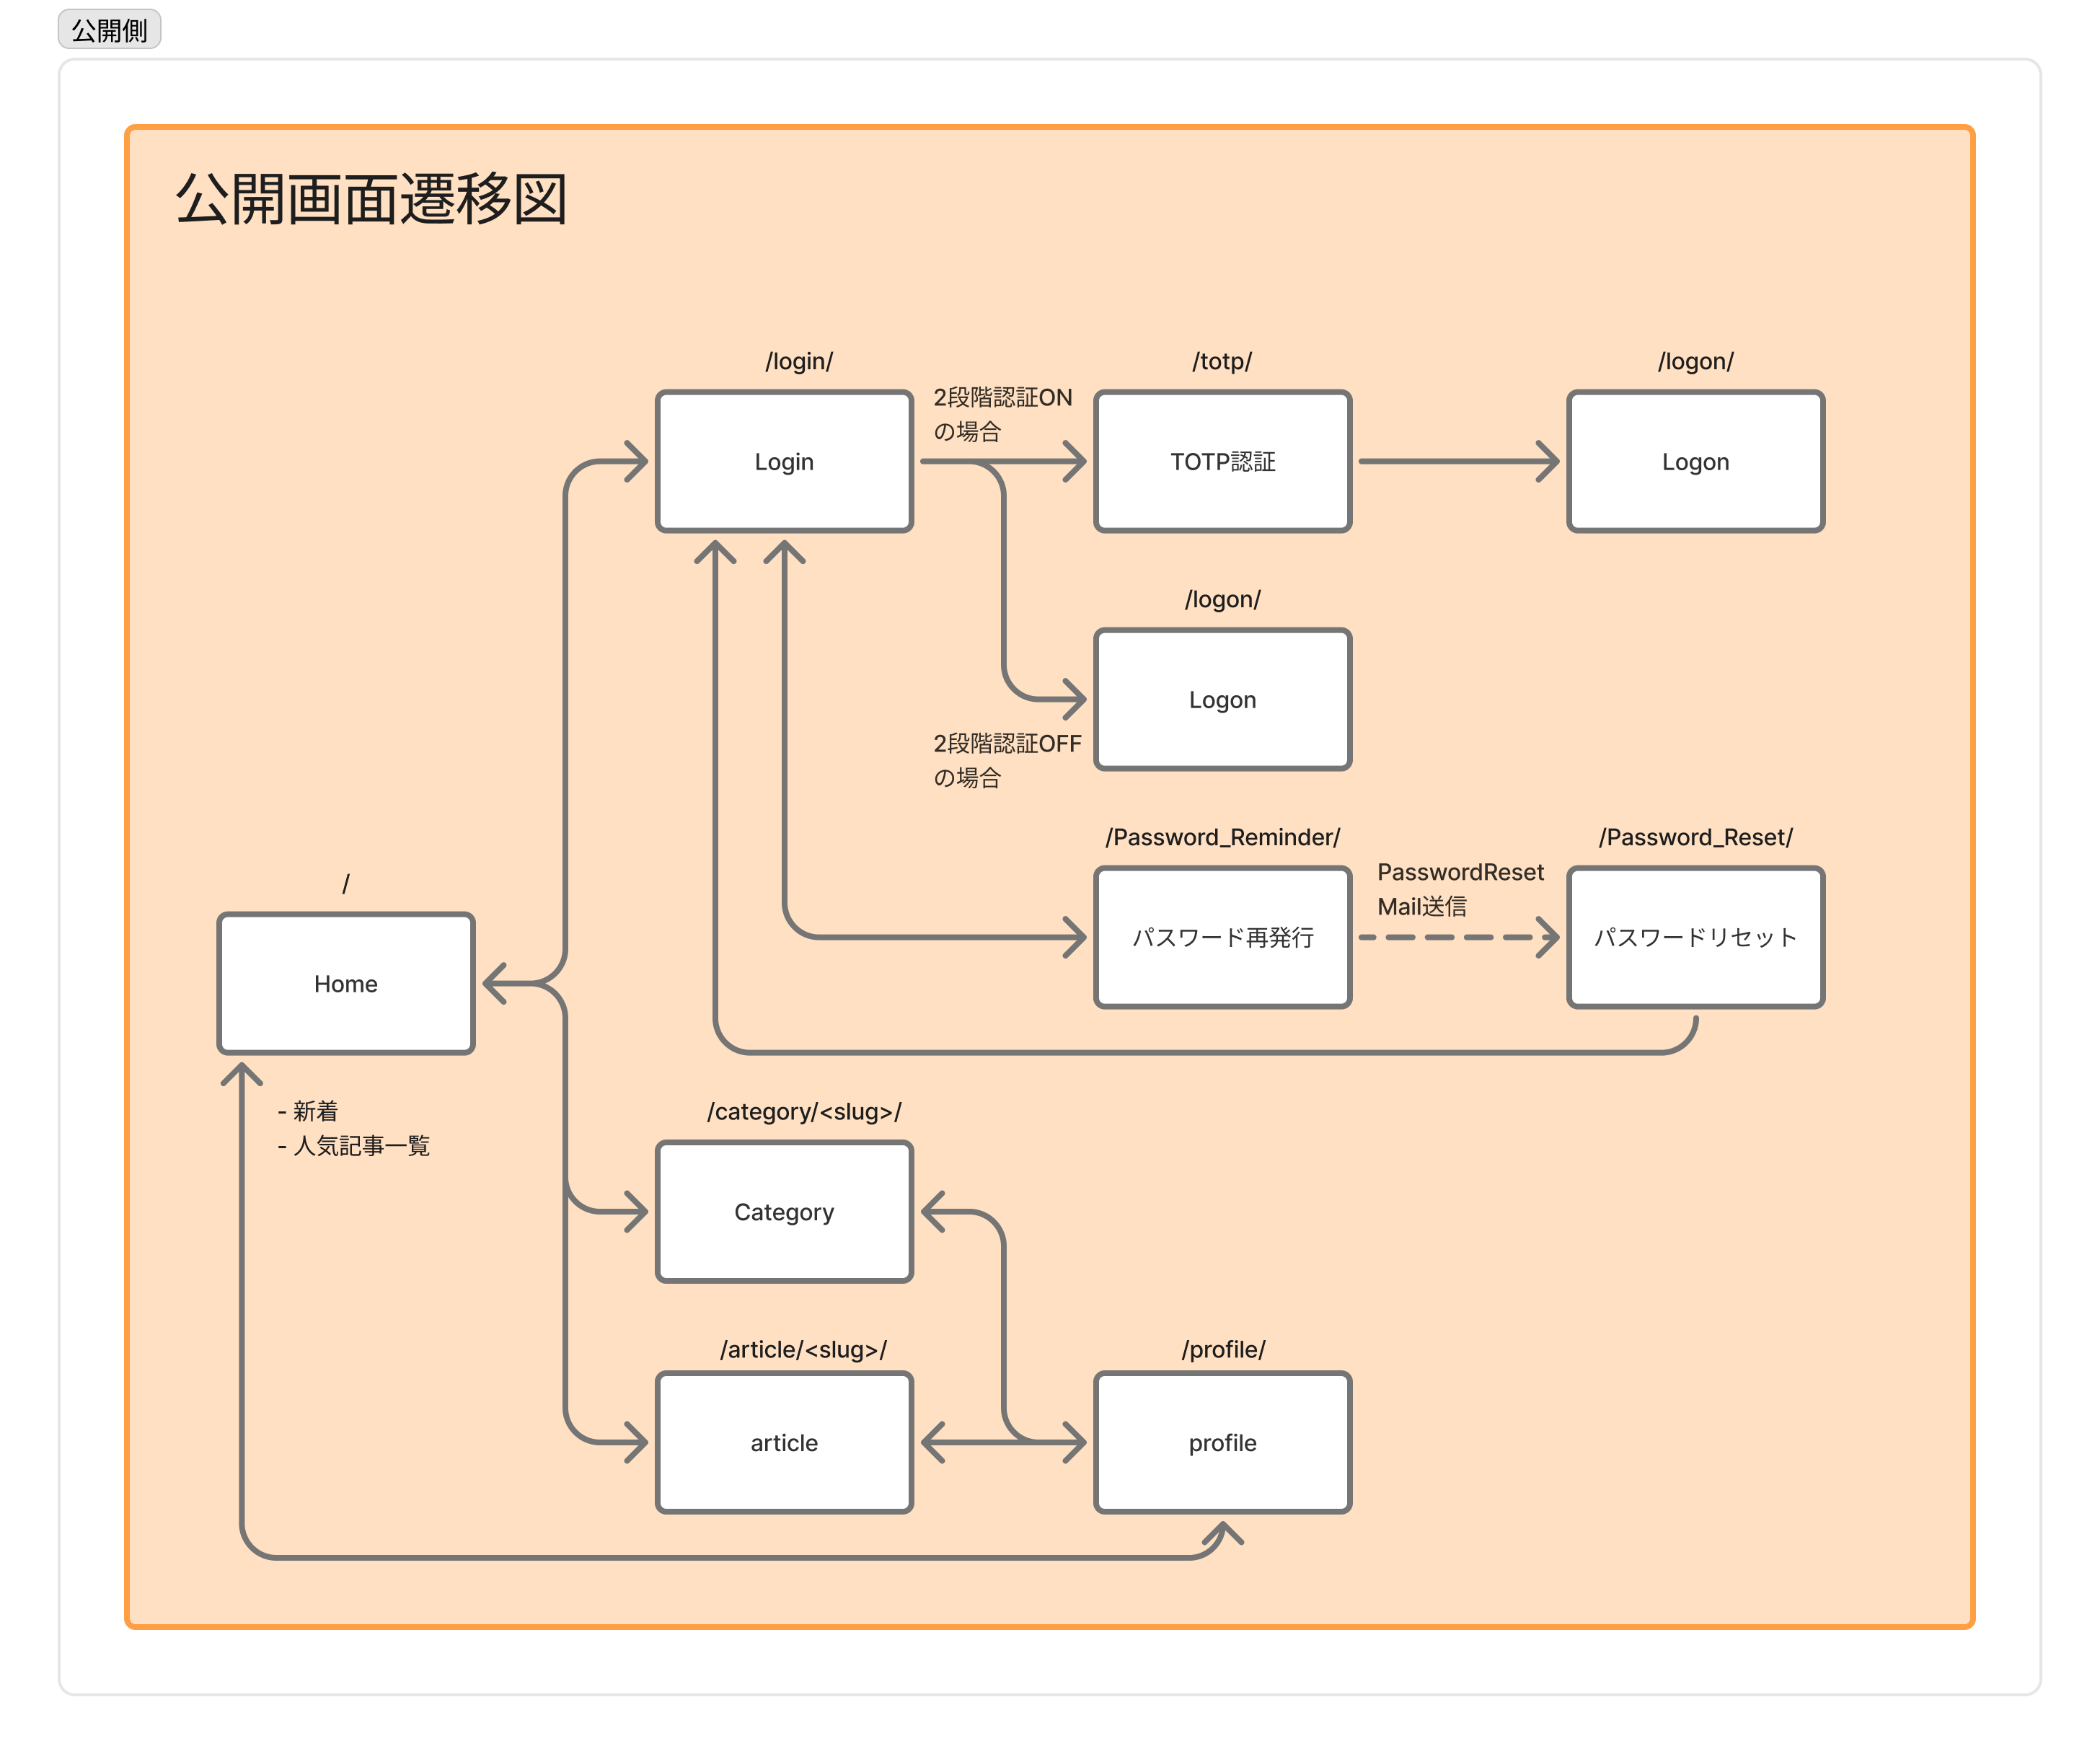 公開側
公開画面遷移図
/login/
Login
2段階認証ON
の場合
/totp/
TOTP認証
/logon/
Logon
/logon/
Logon
2段階認証OFF
の場合
/Password_Reminder/
パスワード再発行
PasswordReset
Mail送信
/Password_Reset/
パスワードリセット
/
Home
- 新着
- 人気記事一覧
/category/<slug>/
Category
/article/<slug>/
article
/profile/
profile